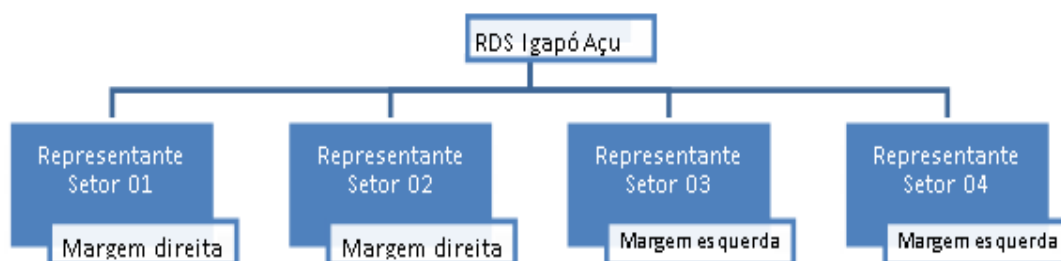 RDS Igapó Açu
Representante
Setor 01
Margem direita
Representante
Setor 02
Margem direita
Representante
Setor 03
Margem esquerda
Representante
Setor 04
Margem esquerda